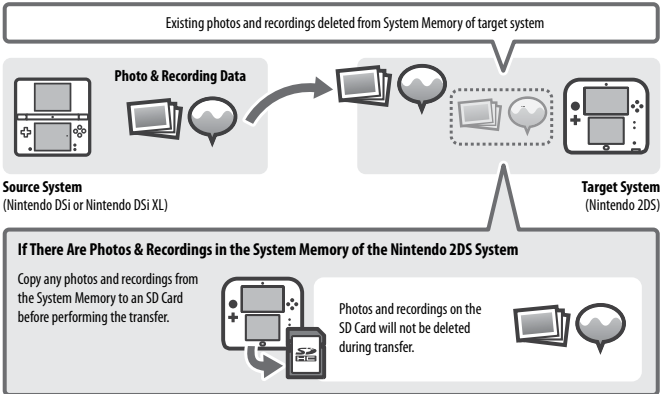 Existing photos and recordings deleted from System Memory of target system
Photo & Recording Data
Source System
(Nintendo DSi or Nintendo DSi XL)
Target System
(Nintendo 2DS)
If There Are Photos & Recordings in the System Memory of the Nintendo 2DS System
Copy any photos and recordings from
the System Memory to an SD Card
before performing the transfer.
SD
HC
Photos and recordings on the
SD Card will not be deleted
during transfer.